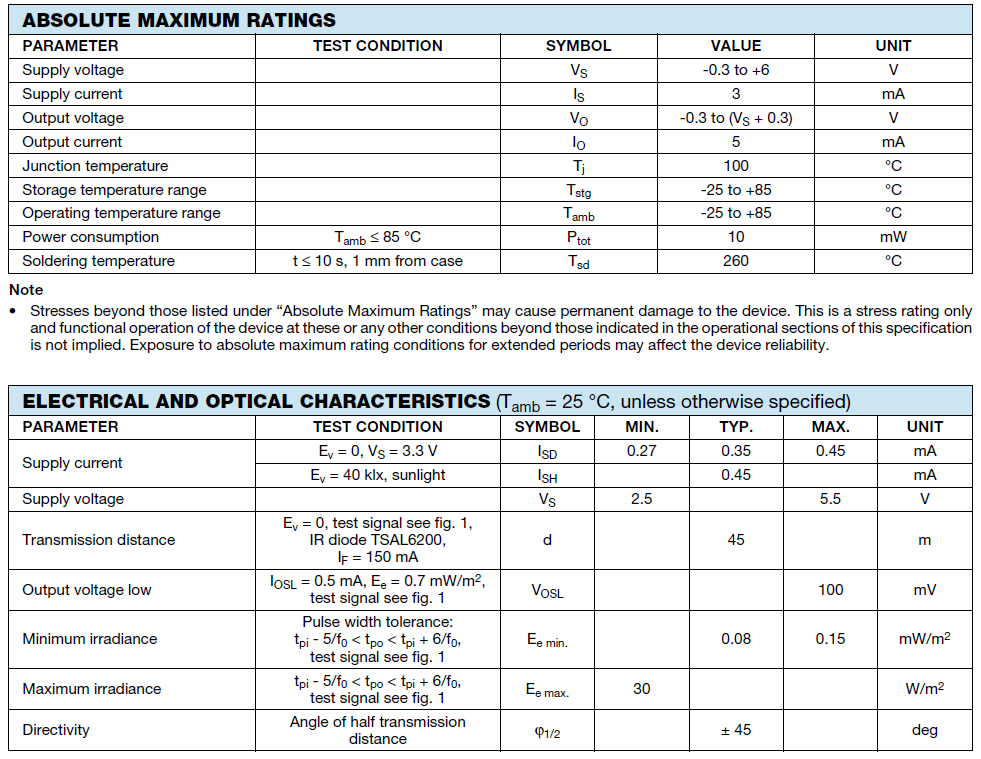 ABSOLUTE MAXIMUM RATINGS
PARAMETER TEST CONDITION SYMBOL VALUE UNIT
Supply voltage VS -0.3 to +6 V
Supply current IS 3 mA
Output voltage VO -0.3 to (VS + 0.3) V
Output current IO 5 mA
Junction temperature Tj 100 °C
Storage temperature range Tstg -25 to +85 °C
Operating temperature range Tamb -25 to +85 °C
Power consumption Tamb ≤ 85 °C Ptot 10 mW
Soldering temperature t ≤ 10 s, 1 mm from case Tsd 260 °C
Note
• Stresses beyond those listed under “Absolute Maximum Ratings” may cause permanent damage to the device. This is a stress rating only
and functional operation of the device at these or any other conditions beyond those indicated in the operational sections of this specification
is not implied. Exposure to absolute maximum rating conditions for extended periods may affect the device reliability.
ELECTRICAL AND OPTICAL CHARACTERISTICS (Tamb = 25 °C, unless otherwise specified)
PARAMETER TEST CONDITION SYMBOL MIN. TYP. MAX. UNIT
Supply current
Ev = 0, VS = 3.3 V ISD 0.27 0.35 0.45 mA
Ev = 40 klx, sunlight ISH 0.45 mA
Supply voltage VS 2.5 5.5 V
Transmission distance
Ev = 0, test signal see fig. 1,
IR diode TSAL6200,
IF = 150 mA
d 45 m
Output voltage low
IOSL = 0.5 mA, Ee = 0.7 mW/m²,
test signal see fig. 1
VOSL 100 mV
Minimum irradiance
Pulse width tolerance:
tpi - 5/f0 < tpo < tpi + 6/f0,
test signal see fig. 1
Ee min. 0.08 0.15 mW/m²
Maximum irradiance
tpi - 5/f0 < tpo < tpi + 6/f0,
test signal see fig. 1
Ee max. 30 W/m²
Directivity
Angle of half transmission
distance
φ1/2 ± 45 deg